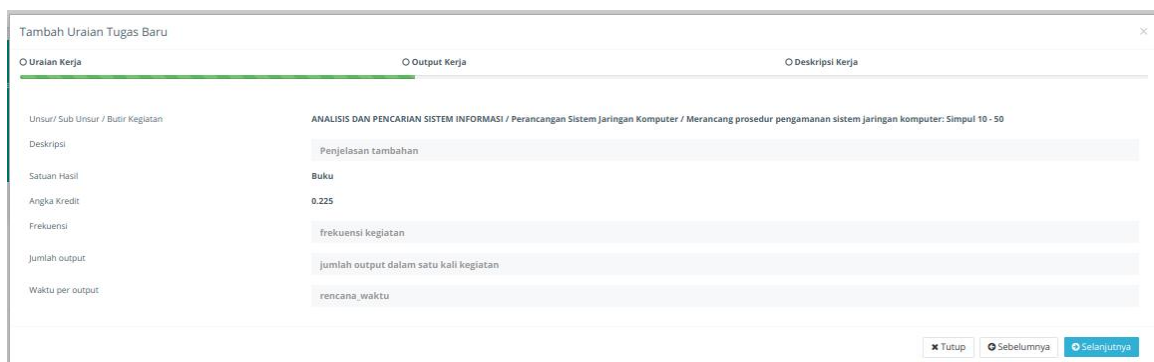 Tambah Uraian Tugas Baru
Uraian Kerja Output Kerja Deskripsi Kerja
Unsur/ Sub Unsur / Butir Kegiatan ANALISIS DAN PENCARIAN SISTEM INFORMASI / Perancangan Sistem Jaringan Komputer / Merancang prosedur pengamanan sistem jaringan komputer: Simpul 10 - 50
Deskripsi Penjelasan tambahan
Satuan Hasil Buku
Angka Kredit 0.225
Frekuensi frekuensi kegiatan
Jumlah output jumlah output dalam satu kali kegiatan
Waktu per output rencana_waktu
Tutup Sebelumnya Selanjutnya